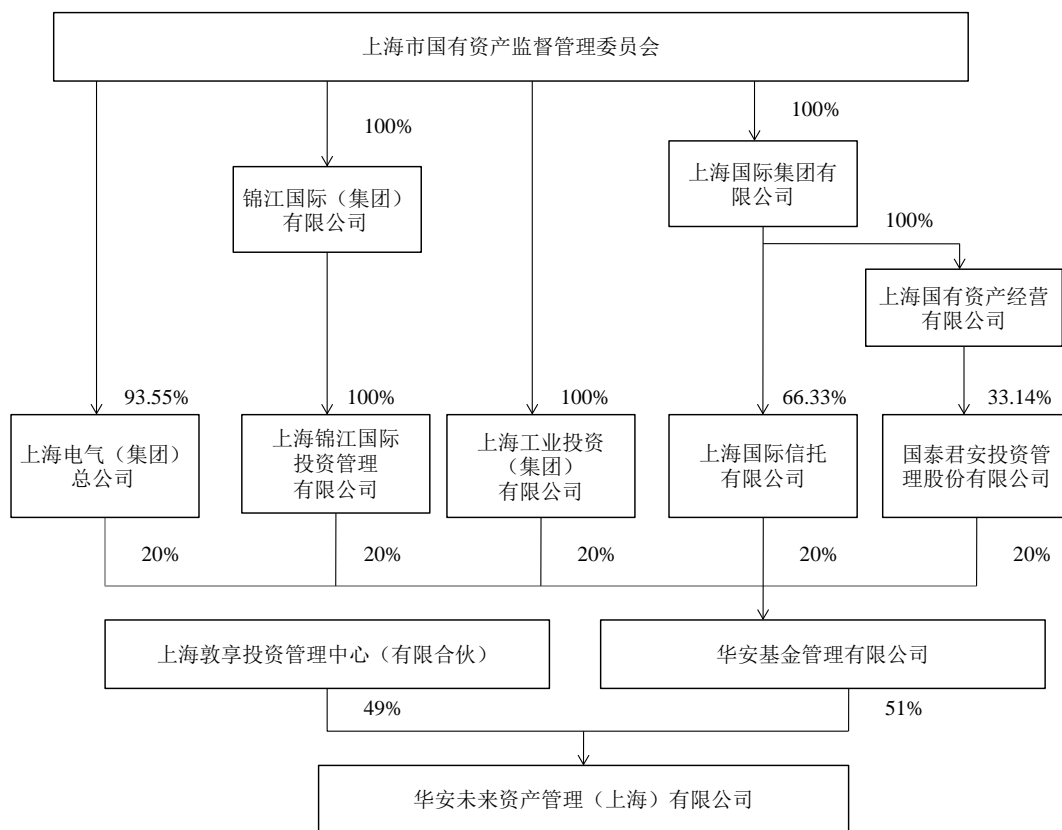 上海市国有资产监督管理委员会
100%
100%
锦江国际（集团）
有限公司
上海国际集团有
限公司
100%
上海国有资产经营
有限公司
93.55%
100%
100%
66.33%
33.14%
上海电气（集团）
总公司
上海锦江国际
投资管理
有限公司
上海工业投资
（集团）
有限公司
上海国际信托
有限公司
国泰君安投资管
理股份有限公司
20%
20%
20%
20%
20%
上海敦享投资管理中心（有限合伙）
华安基金管理有限公司
49%
51%
华安未来资产管理（上海）有限公司